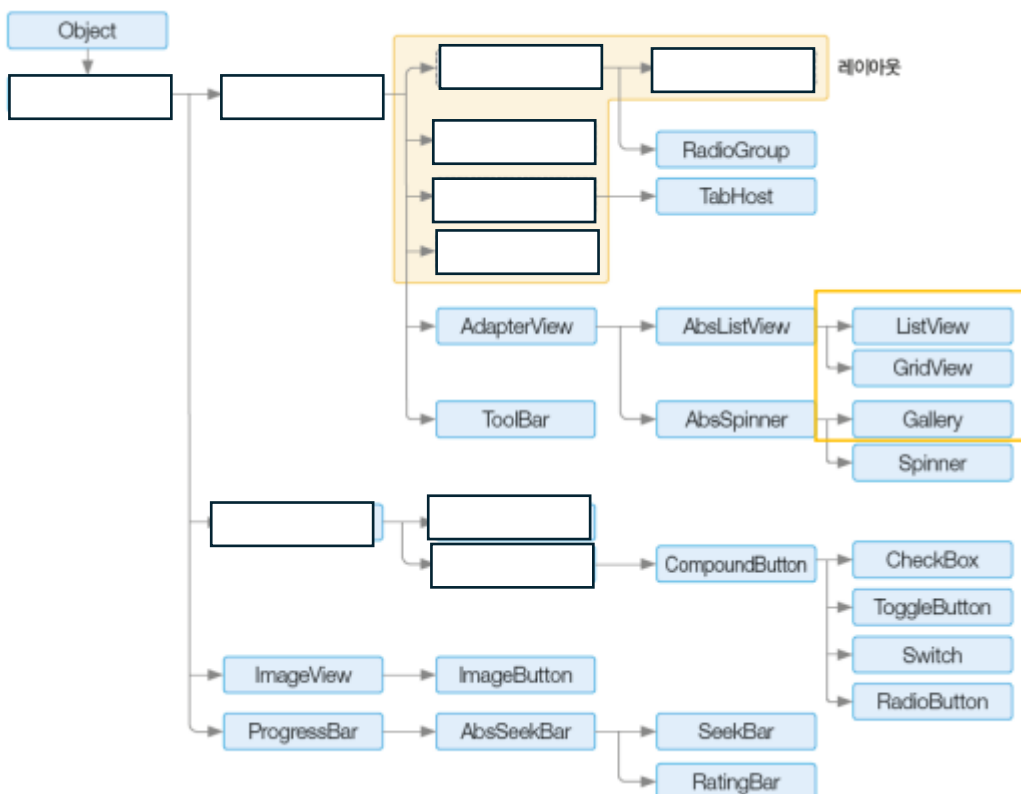 Object
레이아웃
RadioGroup
TabHost
AdapterView
AbsListView
ListView
GridView
ToolBar
AbsSpinner
Gallery
Spinner
CompoundButton
CheckBox
ToggleButton
Switch
RadioButton
ImageView
ImageButton
ProgressBar
AbsSeekBar
SeekBar
RatingBar